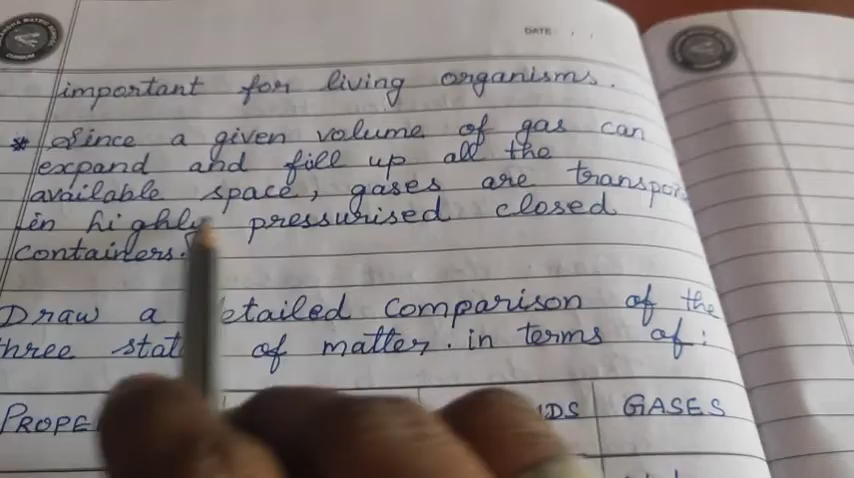 DATE
important for living organisms.
* Since a given volume of gas can
expand and fill up all the
available space, gases are transpor
in highly pressurised closed
containers.
Draw a etailed comparison of the
hree stat of matter. in terms of:
PROPE DS GASES